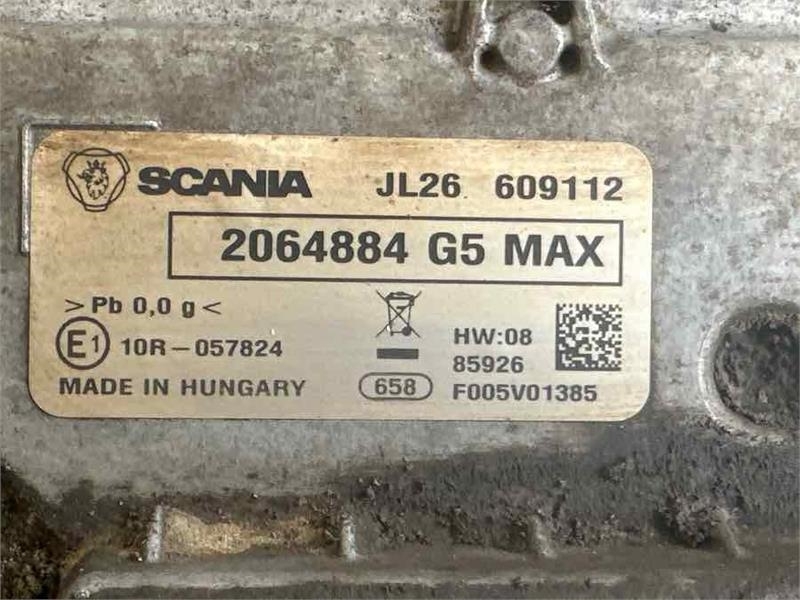 SCANIA JL26 609112
2064884 G5 MAX
>Pb 0,0 g<
E1 10R-057824
HW:08
85926
MADE IN HUNGARY 658 F005V01385